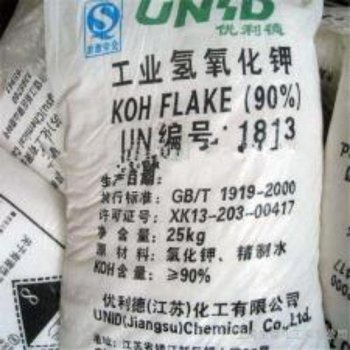 UNID
优利德
工业氢氧化钾
KOH FLAKE (90%)
UN编号:1813
生产日期:
执行标准: GB/T 1919-2000
许可证号: XK13-203-00417
净 含 量: 25kg
原 材 料: 氯化钾、精制水
KOH含量: ≥90%
优利德(江苏)化工有限公司
UNID(Jiangsu)Chemical Co.,